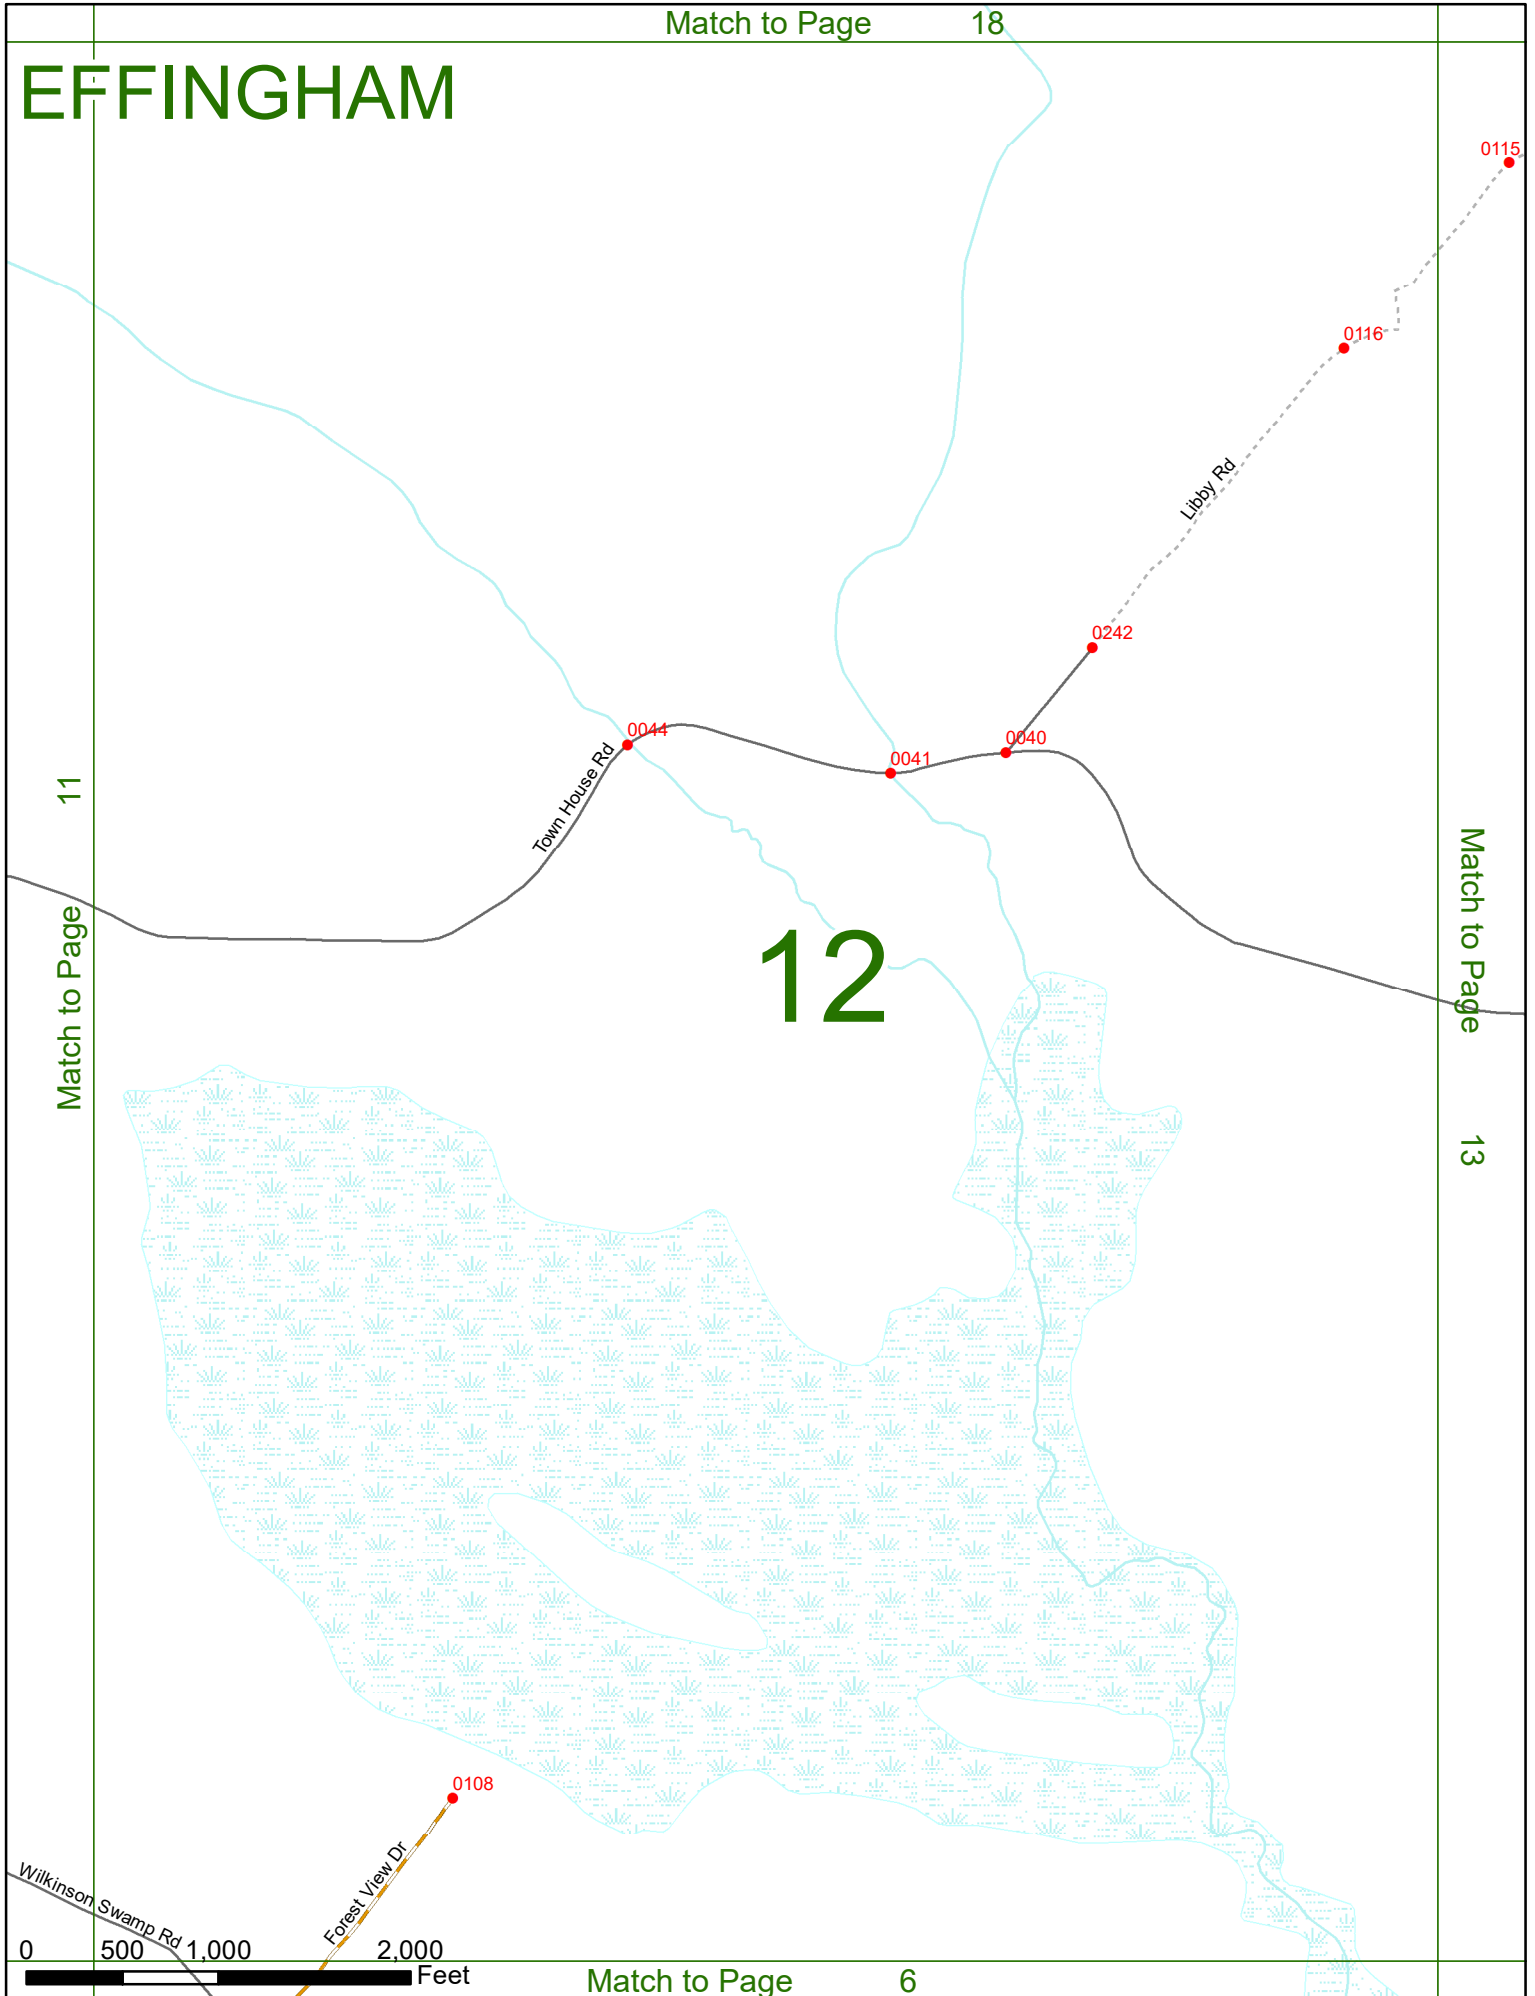 Match to Page 18
EFFINGHAM
0115
0116
Libby Rd
0242
0044
0040
0041
Town House Rd
11
Match to Page
Match to Page
13
12
0108
Forest View Dr
Wilkinson Swamp Rd
0 500 1,000 2,000
Feet
Match to Page 6